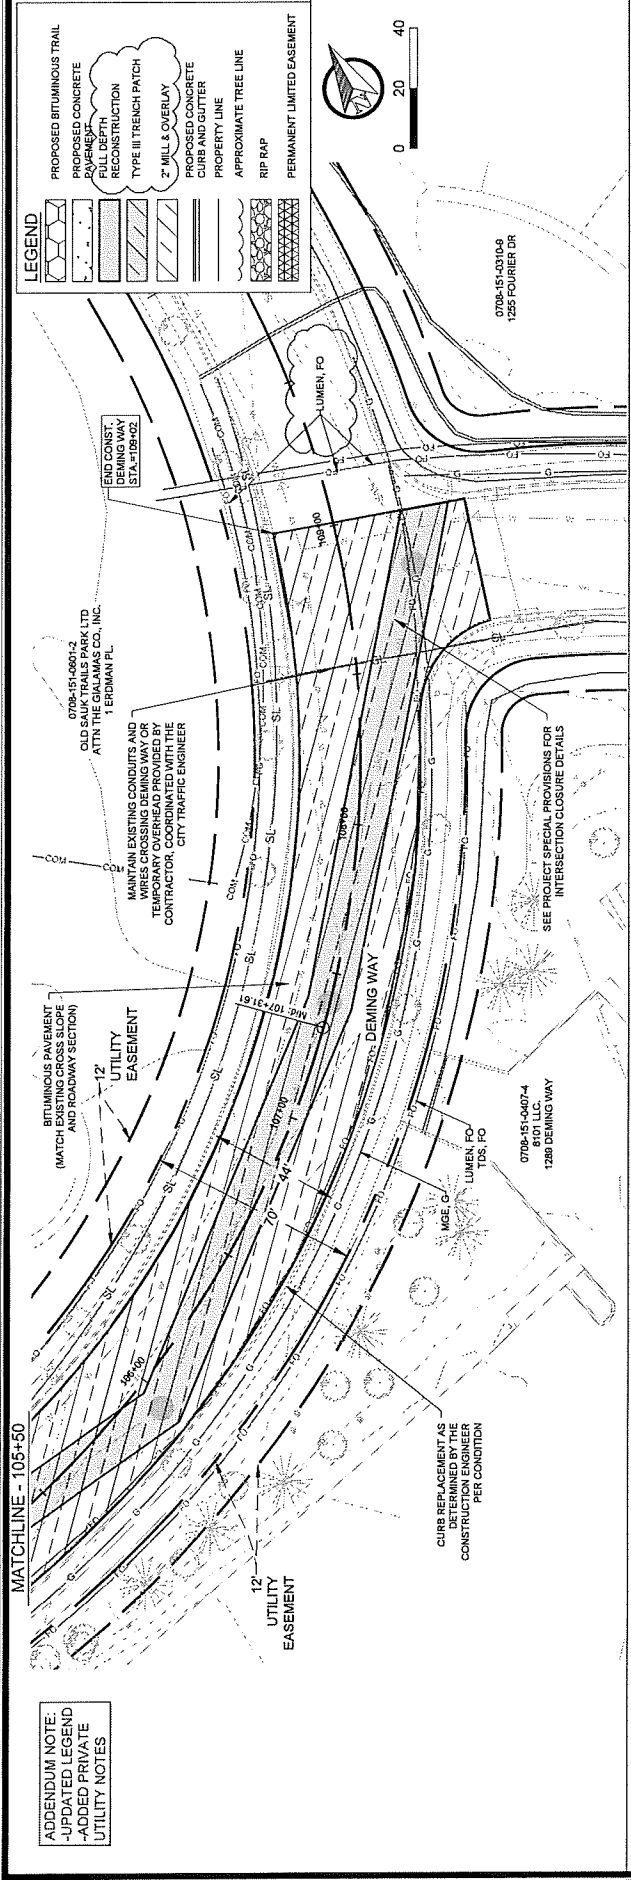 ADDENDUM NOTE:
-UPDATED LEGEND
-ADDED PRIVATE
UTILITY NOTES
MATCHLINE - 105+50
12'
UTILITY
EASEMENT
BITUMINOUS PAVEMENT
(MATCH EXISTING CROSS SLOPE
AND ROADWAY SECTION)
12'
UTILITY
EASEMENT
MAINTAIN EXISTING CONDUITS AND
WIRES CROSSING DEMING WAY OR
TEMPORARY OVERHEAD PROVIDED BY
CONTRACTOR, COORDINATED WITH THE
CITY TRAFFIC ENGINEER
0708-151-0601-2
OLD SAUK TRAILS PARK LTD
ATTN THE GIALAMAS CO., INC.
1 ERDMAN PL
END CONST.
DEMING WAY
STA.=109+02
LUMEN, FO
106+00
107+00
Mid: 107+31.61
108+00
109+00
70'
44'
DEMING WAY
CURB REPLACEMENT AS
DETERMINED BY THE
CONSTRUCTION ENGINEER
PER CONDITION
MGE, G
LUMEN, FO
TDS, FO
0708-151-0407-4
8101 LLC.
1289 DEMING WAY
SEE PROJECT SPECIAL PROVISIONS FOR
INTERSECTION CLOSURE DETAILS
0708-151-0310-9
1255 FOURIER DR
LEGEND
PROPOSED BITUMINOUS TRAIL
PROPOSED CONCRETE
PAVEMENT
FULL DEPTH
RECONSTRUCTION
TYPE III TRENCH PATCH
2" MILL & OVERLAY
PROPOSED CONCRETE
CURB AND GUTTER
PROPERTY LINE
APPROXIMATE TREE LINE
RIP RAP
PERMANENT LIMITED EASEMENT
N
0 20 40